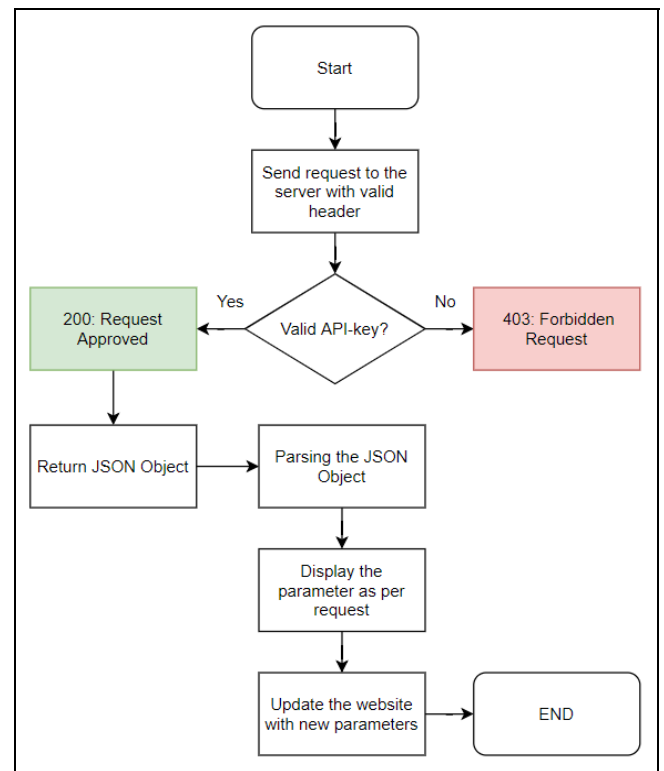 Start
Send request to the
server with valid
header
Yes
No
200: Request
Approved
Valid API-key?
403: Forbidden
Request
Return JSON Object
Parsing the JSON
Object
Display the
parameter as per
request
Update the website
with new parameters
END